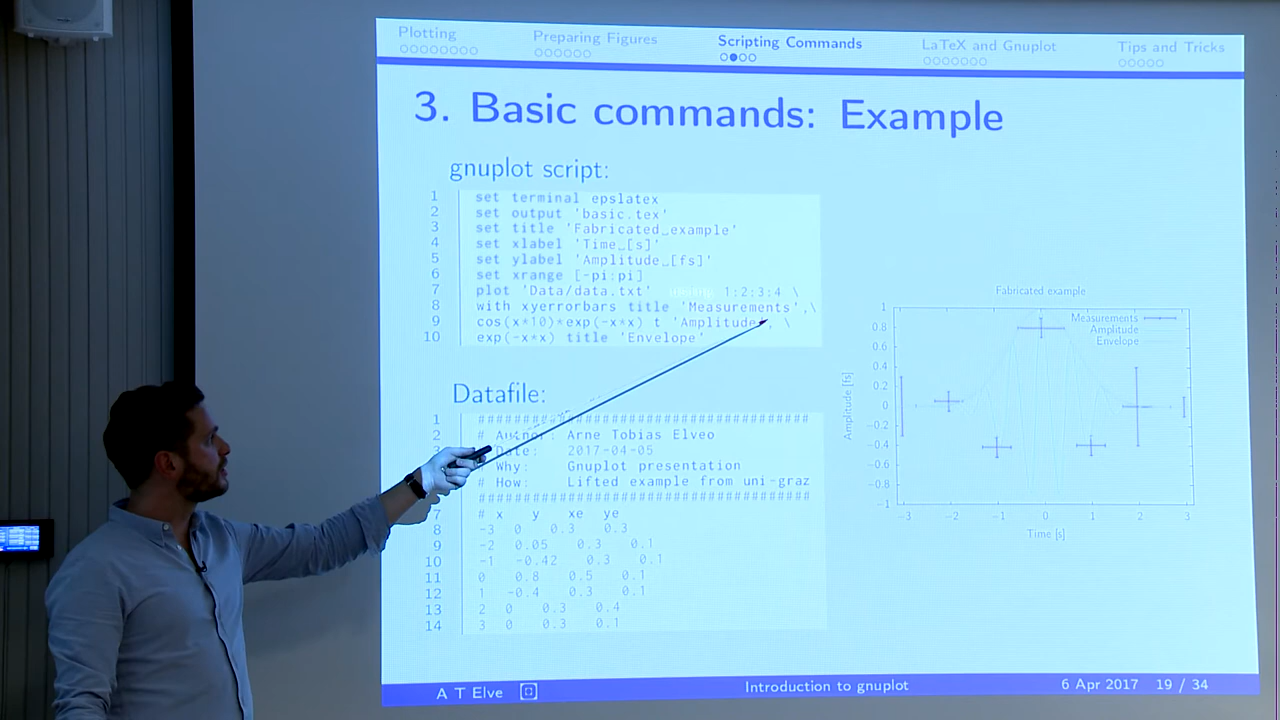 Plotting
Preparing Figures
Scripting Commands
LaTeX and Gnuplot
Tips and Tricks
3. Basic commands: Example
gnuplot script:
1 set terminal epslatex
2 set output 'basic.tex'
3 set title 'Fabricated_example'
4 set xlabel 'Time_[s]'
5 set ylabel 'Amplitude_[fs]'
6 set xrange [-pi:pi]
7 plot 'Data/data.txt' 1:2:3:4 \
8 with xyerrorbars title 'Measurements',\
9 cos(x*10)*exp(-x*x) t 'Amplitude', \
10 exp(-x*x) title 'Envelope'
Datafile:
1 ####################################
2 # Author: Arne Tobias Elveo
Date: 2017-04-05
# Why: Gnuplot presentation
# How: Lifted example from uni-graz
####################################
7 # x y xe ye
8 -3 0 0.3 0.3
9 -2 0.05 0.3 0.1
10 -1 -0.42 0.3 0.1
11 0 0.8 0.5 0.1
12 1 -0.4 0.3 0.1
13 2 0 0.3 0.4
14 3 0 0.3 0.1
Fabricated example
Measurements
Amplitude
Envelope
1
0.8
0.6
0.4
0.2
0
-0.2
-0.4
-0.6
-0.8
-1
Amplitude [fs]
-3 -2 -1 0 1 2 3
Time [s]
A T Elve
Introduction to gnuplot
6 Apr 2017 19 / 34